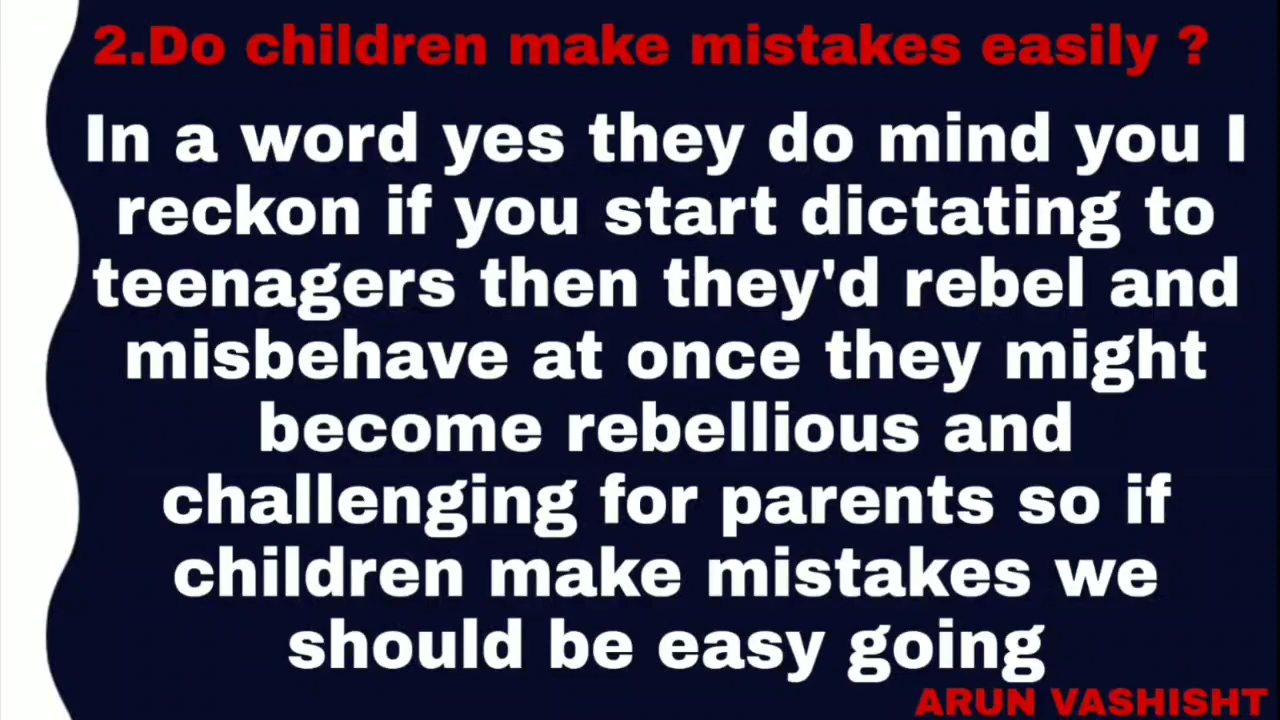 2.Do children make mistakes easily ?
In a word yes they do mind you I
reckon if you start dictating to
teenagers then they'd rebel and
misbehave at once they might
become rebellious and
challenging for parents so if
children make mistakes we
should be easy going
ARUN VASHISHT